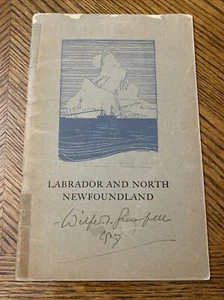 LABRADOR AND NORTH
NEWFOUNDLAND
Wilfred Grenfell